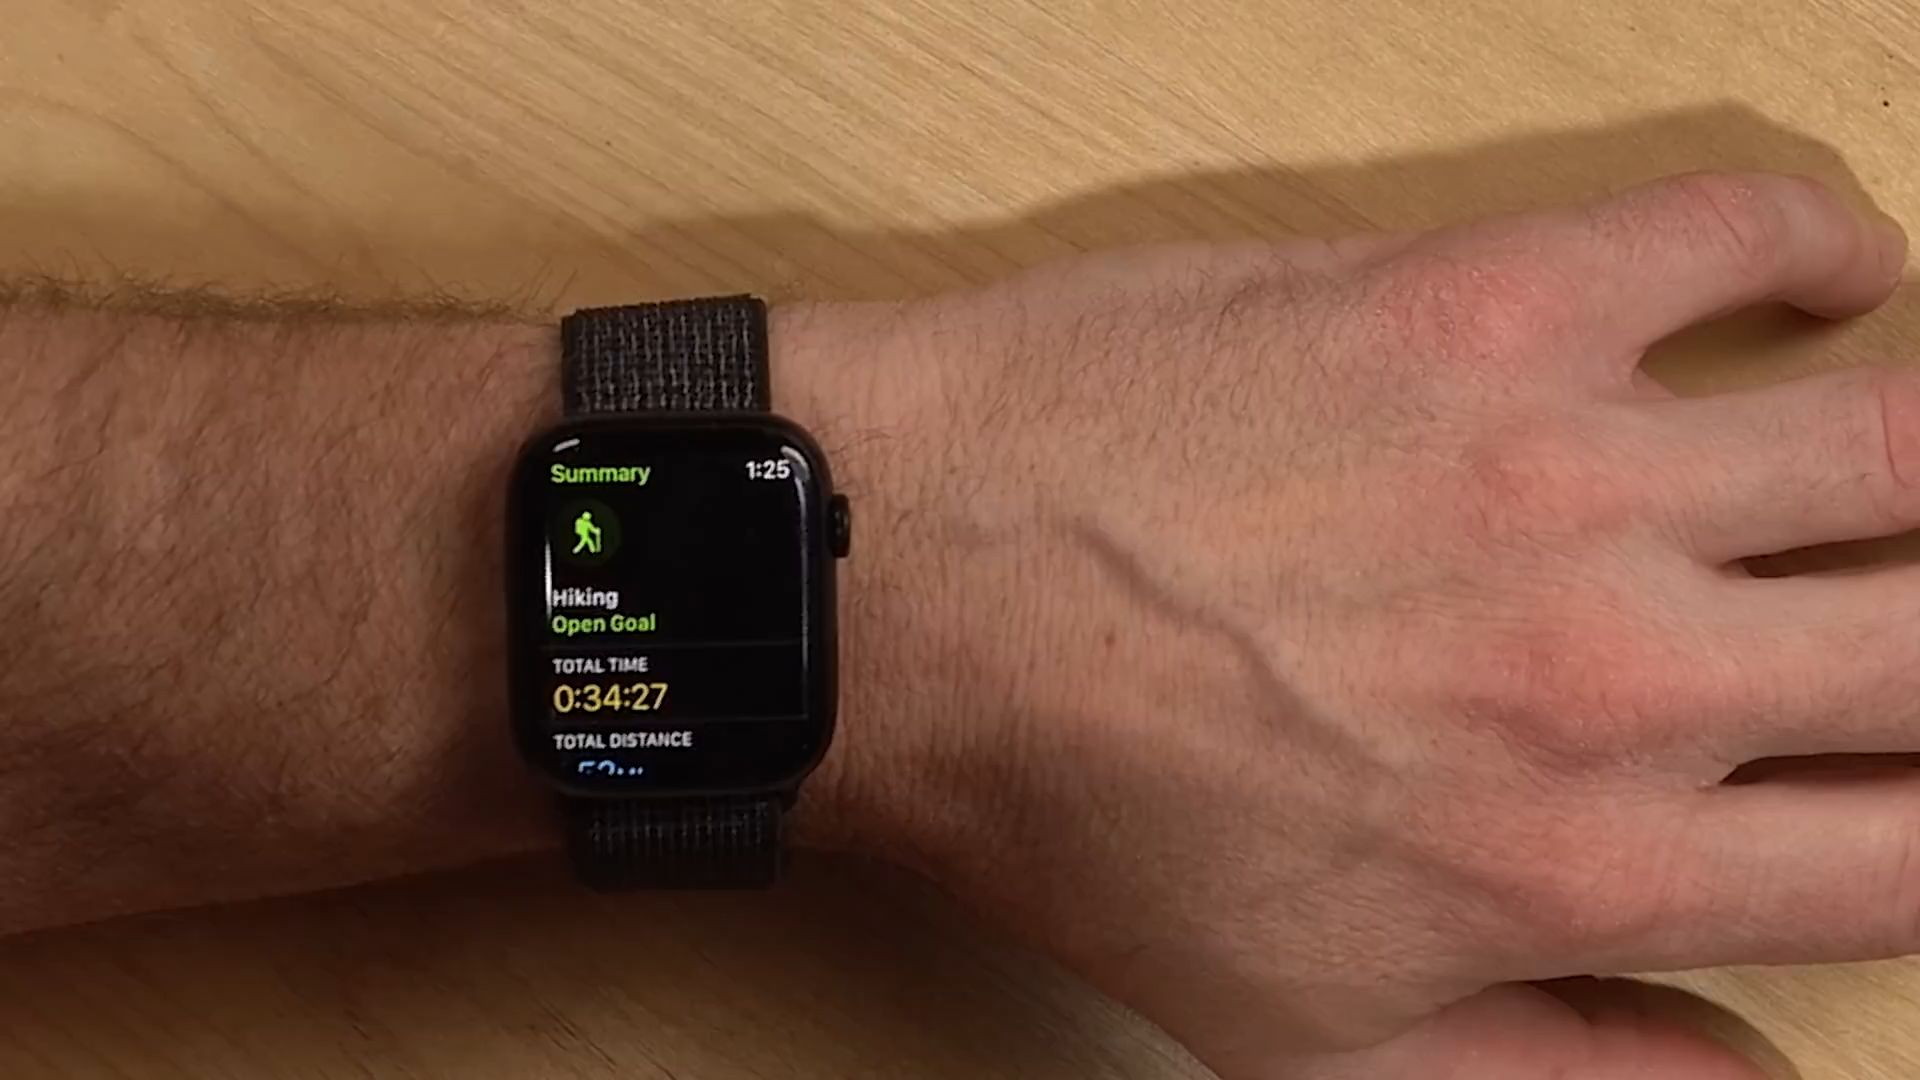 Summary
1:25
Hiking
Open Goal
TOTAL TIME
0:34:27
TOTAL DISTANCE